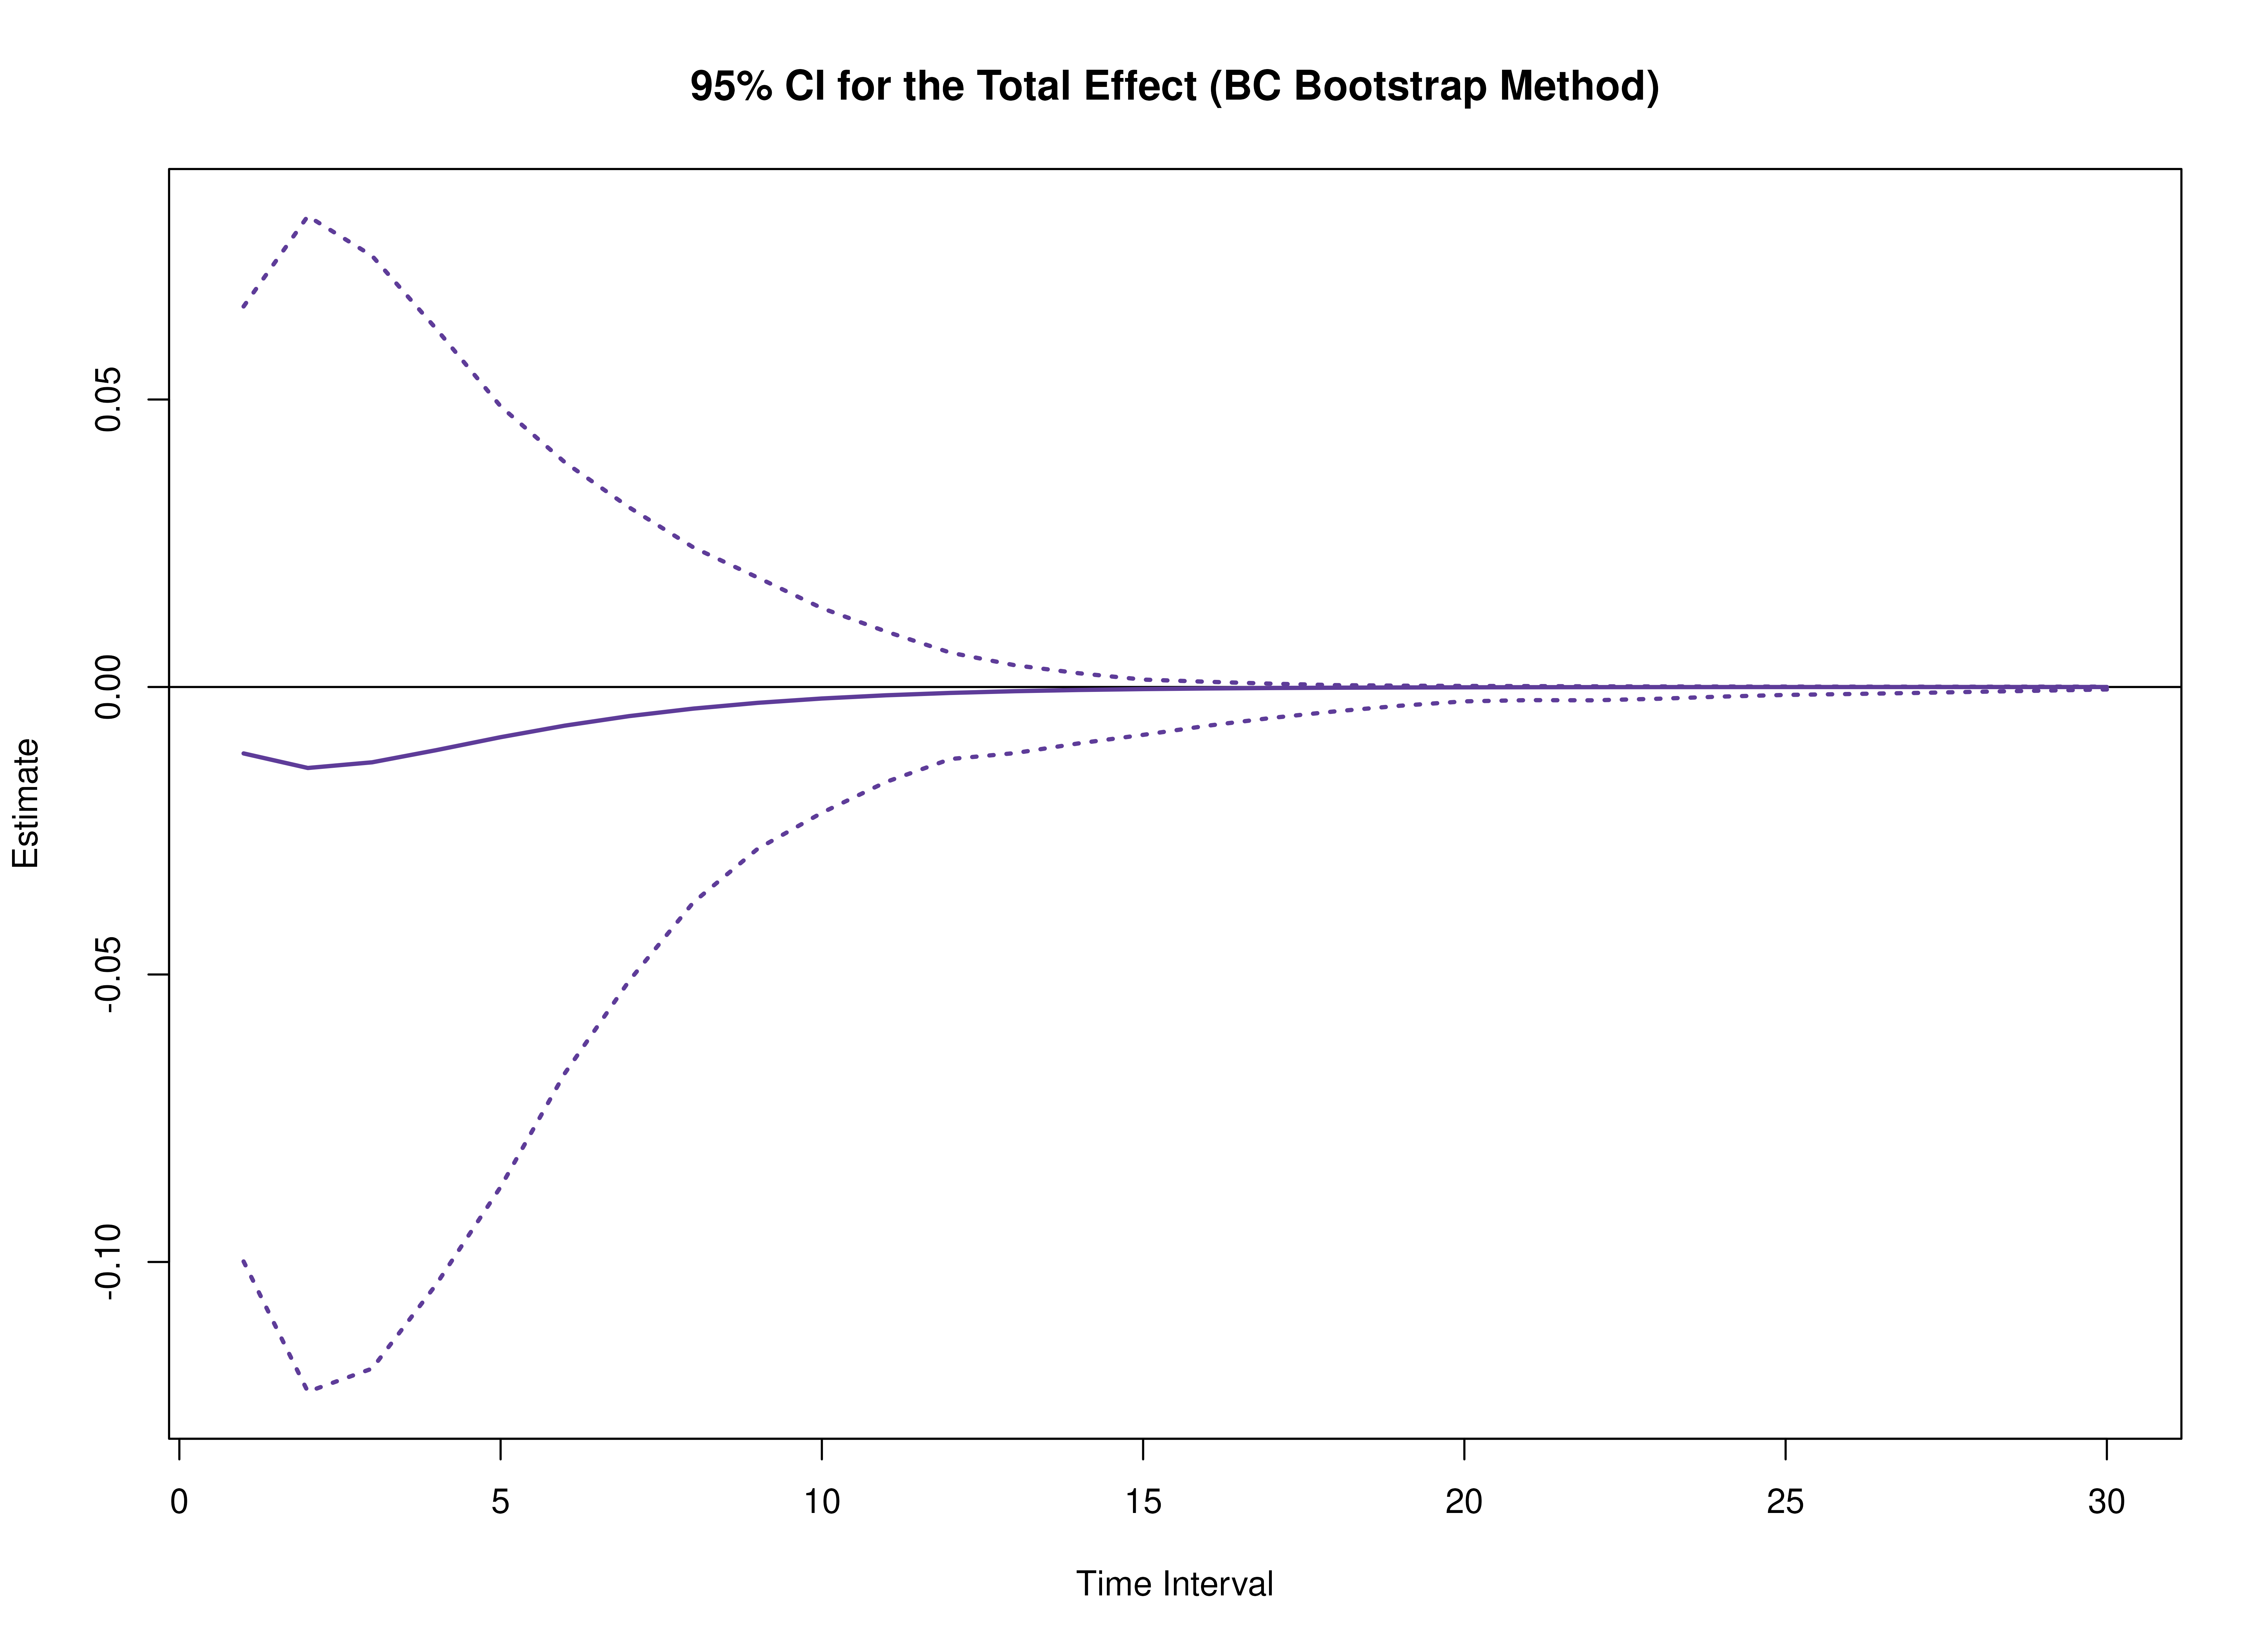 95% CI for the Total Effect (BC Bootstrap Method)
Estimate
0.05
0.00
-0.05
-0.10
0 5 10 15 20 25 30
Time Interval